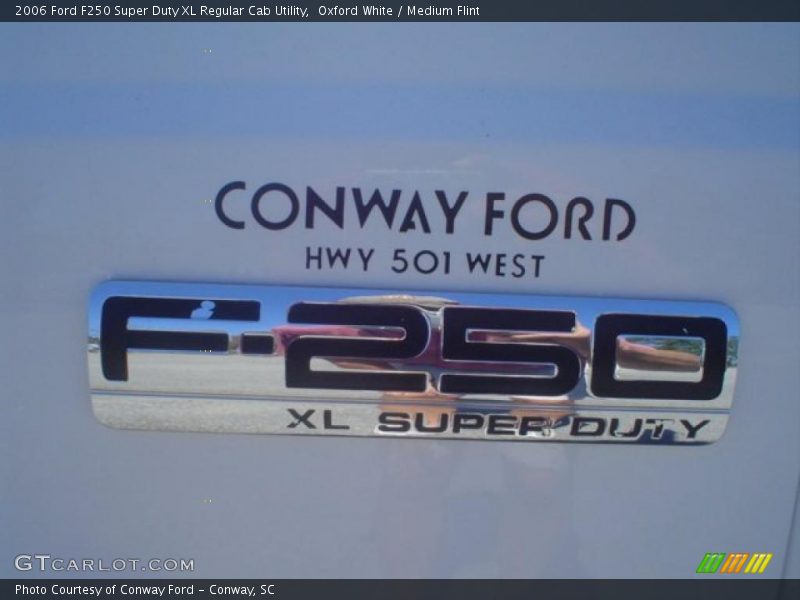 2006 Ford F250 Super Duty XL Regular Cab Utility,  Oxford White / Medium Flint
CONWAY FORD
HWY 501 WEST
F-250
XL SUPER DUTY
GTCARLOT.COM
Photo Courtesy of Conway Ford - Conway, SC